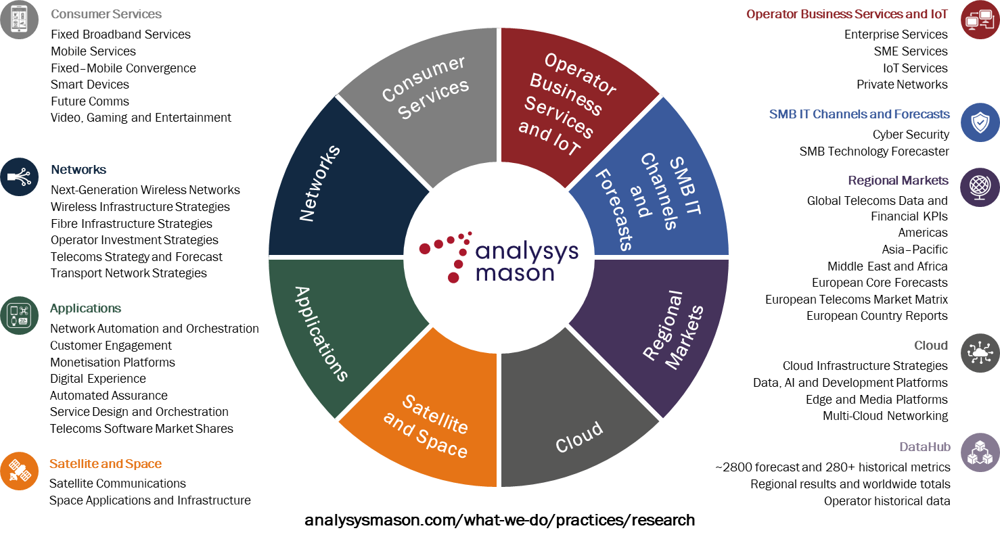 Consumer Services
Fixed Broadband Services
Mobile Services
Fixed–Mobile Convergence
Smart Devices
Future Comms
Video, Gaming and Entertainment
Networks
Next-Generation Wireless Networks
Wireless Infrastructure Strategies
Fibre Infrastructure Strategies
Operator Investment Strategies
Telecoms Strategy and Forecast
Transport Network Strategies
Applications
Network Automation and Orchestration
Customer Engagement
Monetisation Platforms
Digital Experience
Automated Assurance
Service Design and Orchestration
Telecoms Software Market Shares
Satellite and Space
Satellite Communications
Space Applications and Infrastructure
Consumer
Services
Operator
Business
Services
and IoT
SMB IT
Channels
and
Forecasts
Regional
Markets
Cloud
Satellite
and Space
Applications
Networks
analysys
mason
Operator Business Services and IoT
Enterprise Services
SME Services
IoT Services
Private Networks
SMB IT Channels and Forecasts
Cyber Security
SMB Technology Forecaster
Regional Markets
Global Telecoms Data and
Financial KPIs
Americas
Asia–Pacific
Middle East and Africa
European Core Forecasts
European Telecoms Market Matrix
European Country Reports
Cloud
Cloud Infrastructure Strategies
Data, AI and Development Platforms
Edge and Media Platforms
Multi-Cloud Networking
DataHub
~2800 forecast and 280+ historical metrics
Regional results and worldwide totals
Operator historical data
analysysmason.com/what-we-do/practices/research